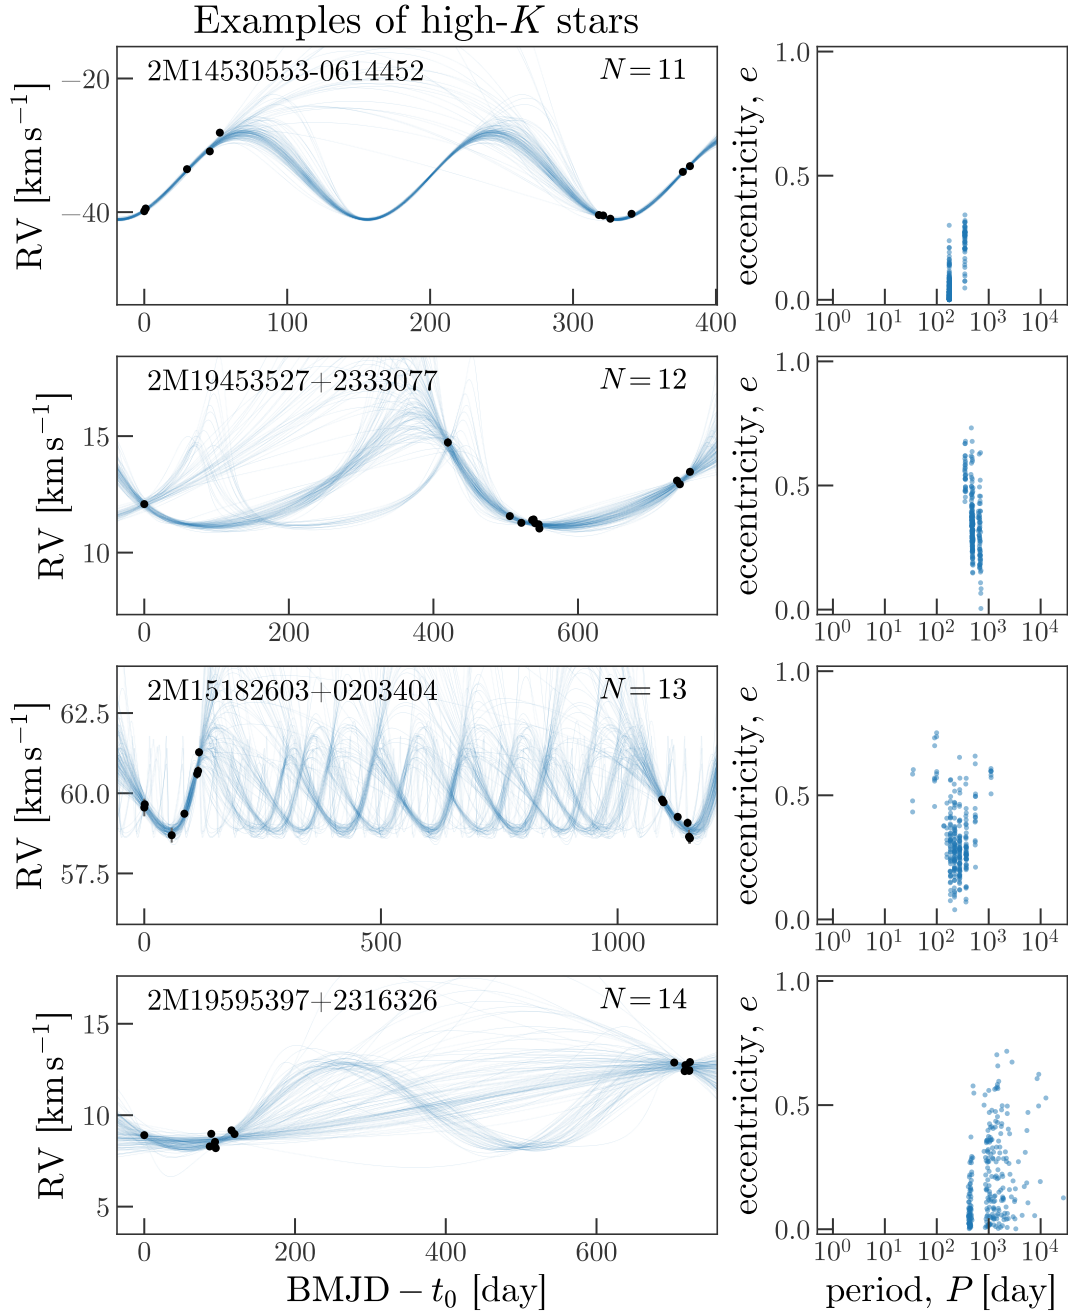 Examples of high-K stars
2M14530553-0614452
N = 11
RV [km s⁻¹]
−20
−40
0 100 200 300 400
eccentricity, e
1.0
0.5
0.0
10⁰ 10¹ 10² 10³ 10⁴
2M19453527+2333077
N = 12
RV [km s⁻¹]
15
10
0 200 400 600
eccentricity, e
1.0
0.5
0.0
10⁰ 10¹ 10² 10³ 10⁴
2M15182603+0203404
N = 13
RV [km s⁻¹]
62.5
60.0
57.5
0 500 1000
eccentricity, e
1.0
0.5
0.0
10⁰ 10¹ 10² 10³ 10⁴
2M19595397+2316326
N = 14
RV [km s⁻¹]
15
10
5
0 200 400 600
BMJD − t₀ [day]
eccentricity, e
1.0
0.5
0.0
10⁰ 10¹ 10² 10³ 10⁴
period, P [day]